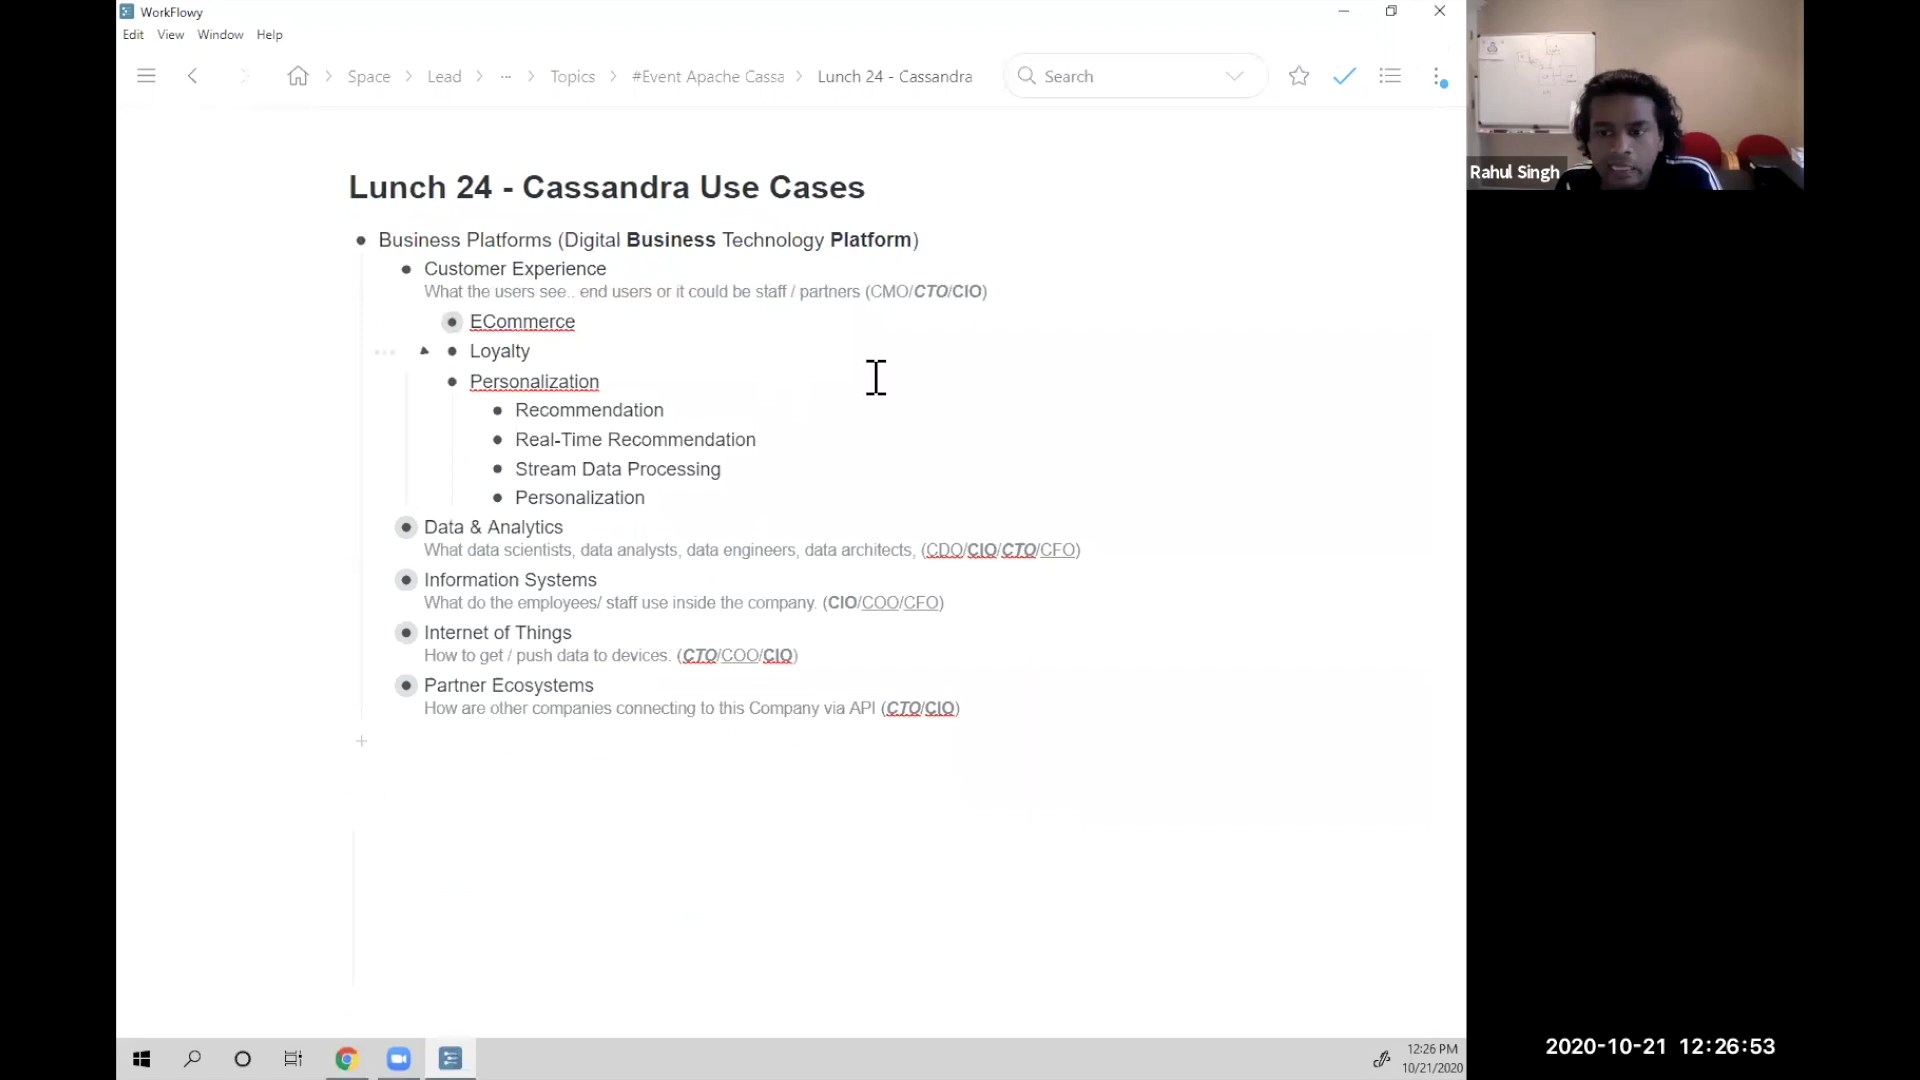 WorkFlowy
Edit View Window Help
Space Lead ... Topics #Event Apache Cassa Lunch 24 - Cassandra Search
Rahul Singh
Lunch 24 - Cassandra Use Cases
Business Platforms (Digital Business Technology Platform)
Customer Experience
What the users see.. end users or it could be staff / partners (CMO/CTO/CIO)
ECommerce
Loyalty
Personalization
Recommendation
Real-Time Recommendation
Stream Data Processing
Personalization
Data & Analytics
What data scientists, data analysts, data engineers, data architects, (CDO/CIO/CTO/CFO)
Information Systems
What do the employees/ staff use inside the company. (CIO/COO/CFO)
Internet of Things
How to get / push data to devices. (CTO/COO/CIO)
Partner Ecosystems
How are other companies connecting to this Company via API (CTO/CIO)
12:26 PM
10/21/2020
2020-10-21 12:26:53